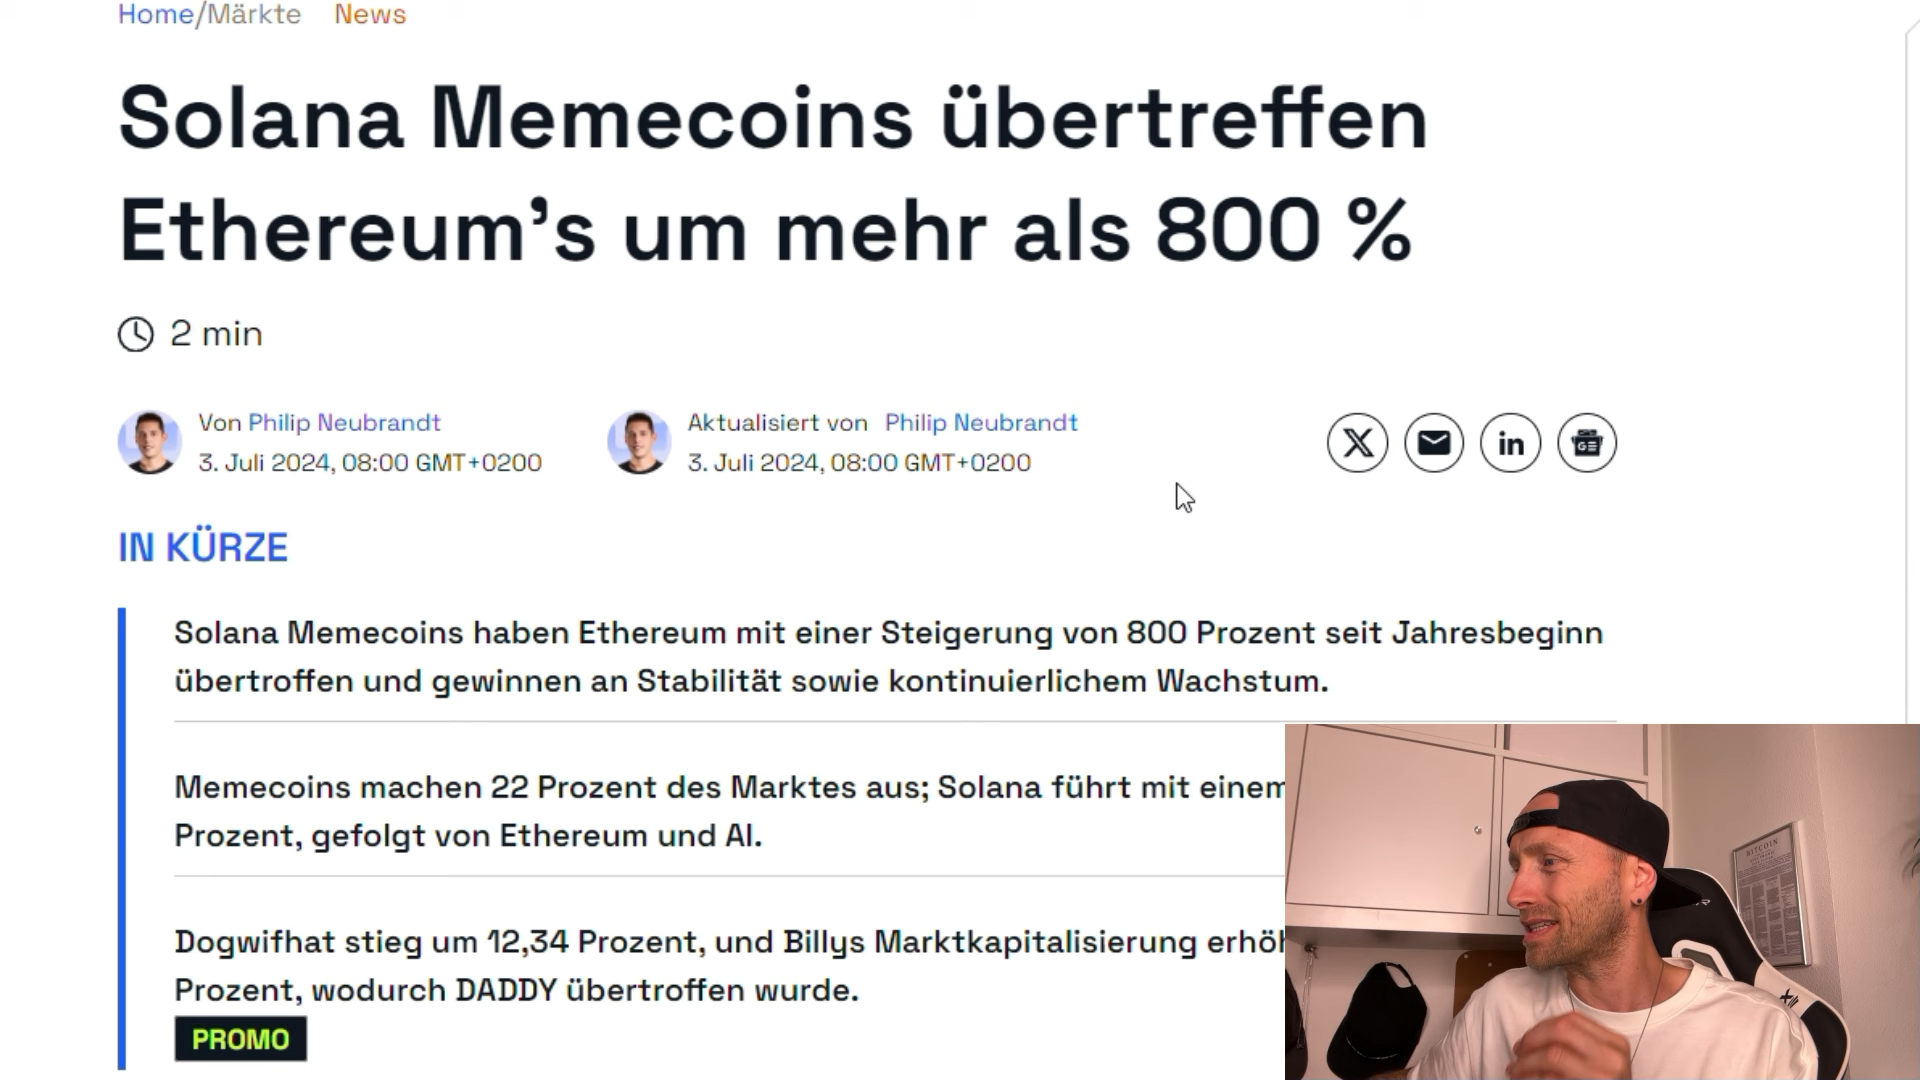 Home/Märkte News
Solana Memecoins übertreffen
Ethereum’s um mehr als 800 %
2 min
Von Philip Neubrandt
3. Juli 2024, 08:00 GMT+0200
Aktualisiert von Philip Neubrandt
3. Juli 2024, 08:00 GMT+0200
IN KÜRZE
Solana Memecoins haben Ethereum mit einer Steigerung von 800 Prozent seit Jahresbeginn
übertroffen und gewinnen an Stabilität sowie kontinuierlichem Wachstum.
Memecoins machen 22 Prozent des Marktes aus; Solana führt mit einem
Prozent, gefolgt von Ethereum und AI.
Dogwifhat stieg um 12,34 Prozent, und Billys Marktkapitalisierung
Prozent, wodurch DADDY übertroffen wurde.
PROMO
BITCOIN